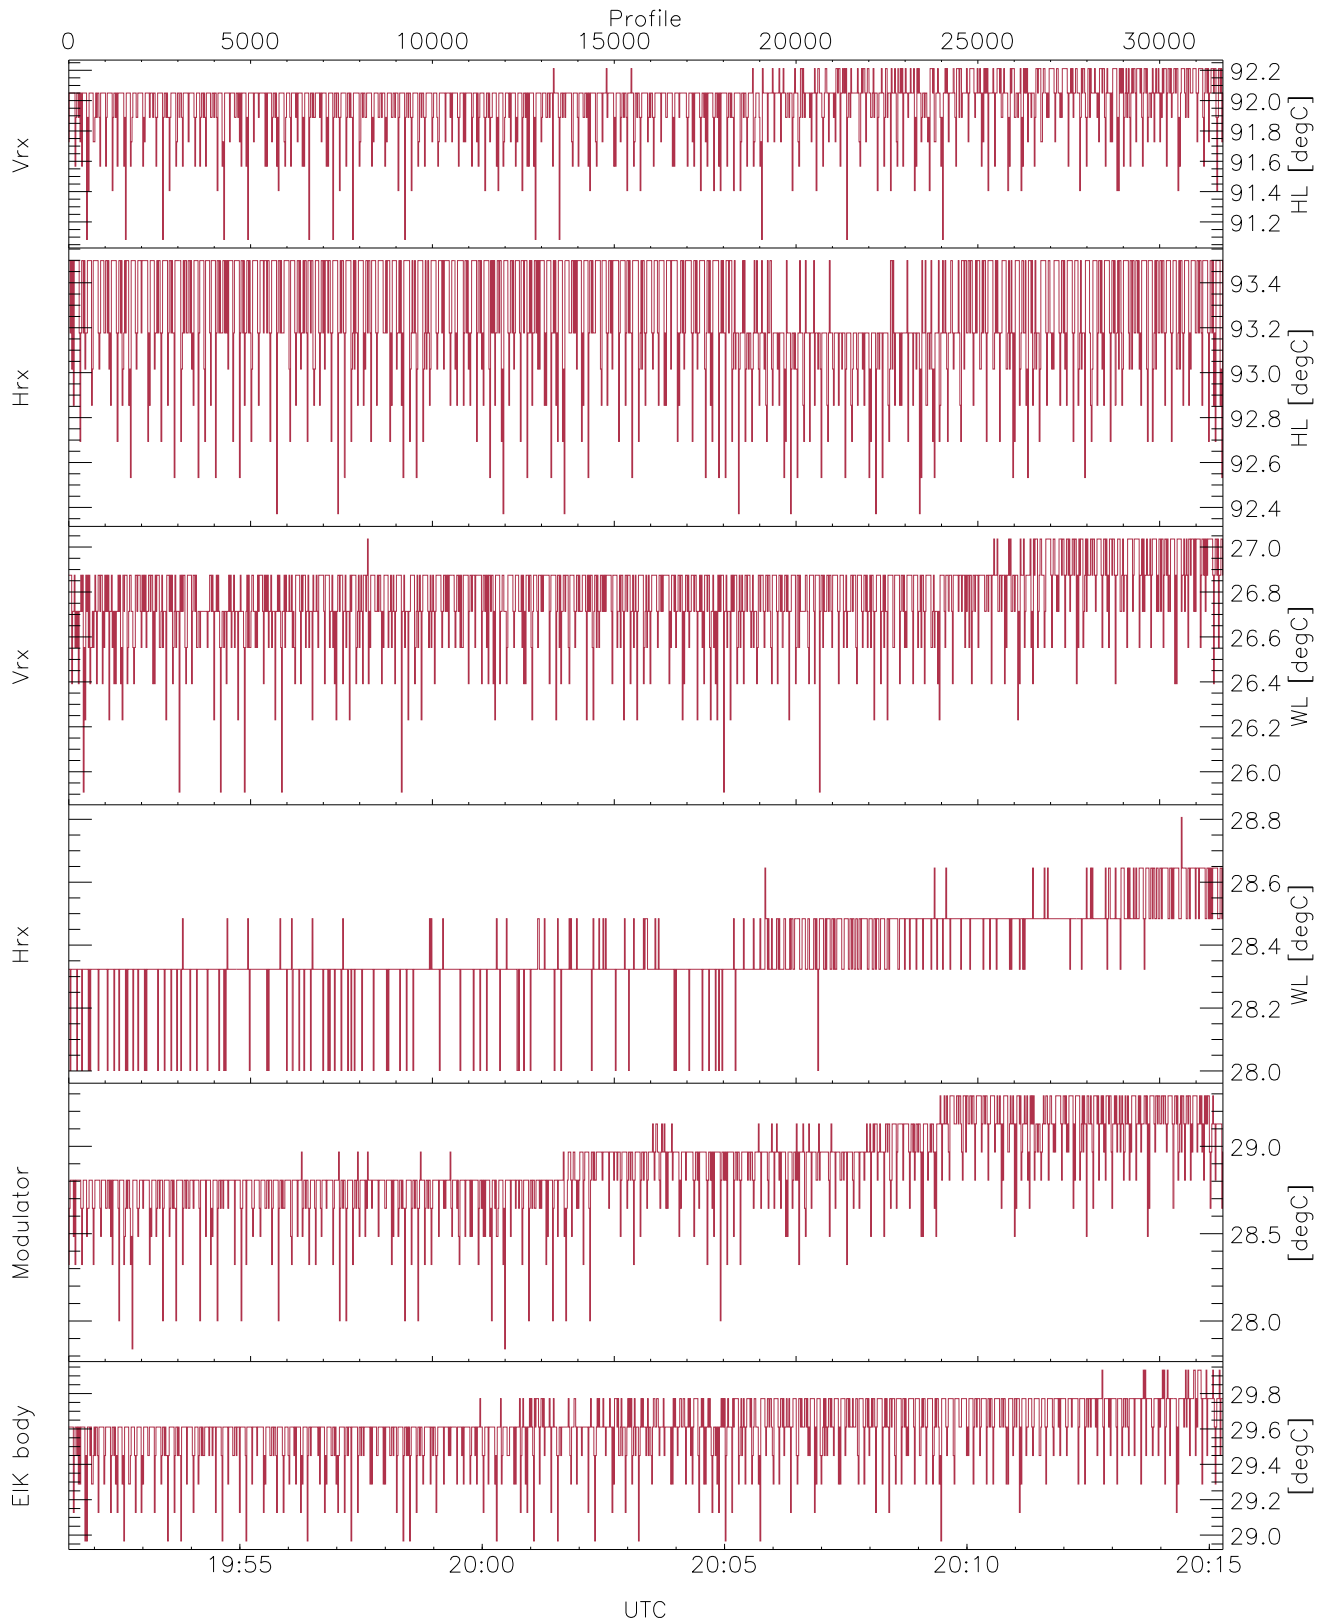 Profile
0 5000 10000 15000 20000 25000 30000
Vrx
92.2
92.0
91.8
91.6
91.4
91.2
HL [degC]
Hrx
93.4
93.2
93.0
92.8
92.6
92.4
HL [degC]
Vrx
27.0
26.8
26.6
26.4
26.2
26.0
WL [degC]
Hrx
28.8
28.6
28.4
28.2
28.0
WL [degC]
Modulator
29.0
28.5
28.0
[degC]
EIK body
29.8
29.6
29.4
29.2
29.0
[degC]
19:55 20:00 20:05 20:10 20:15
UTC